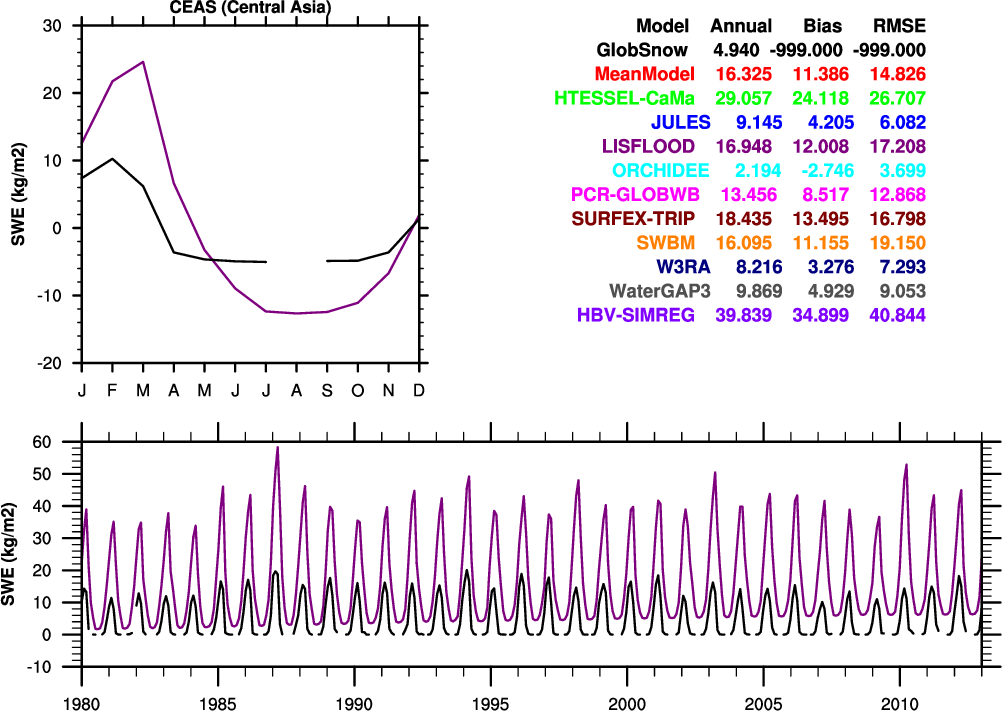 CEAS (Central Asia)
30
20
10
0
-10
-20
SWE (kg/m2)
J F M A M J J A S O N D
Model Annual Bias RMSE
GlobSnow 4.940 -999.000 -999.000
MeanModel 16.325 11.386 14.826
HTESSEL-CaMa 29.057 24.118 26.707
JULES 9.145 4.205 6.082
LISFLOOD 16.948 12.008 17.208
ORCHIDEE 2.194 -2.746 3.699
PCR-GLOBWB 13.456 8.517 12.868
SURFEX-TRIP 18.435 13.495 16.798
SWBM 16.095 11.155 19.150
W3RA 8.216 3.276 7.293
WaterGAP3 9.869 4.929 9.053
HBV-SIMREG 39.839 34.899 40.844
60
50
40
30
20
10
0
-10
SWE (kg/m2)
1980 1985 1990 1995 2000 2005 2010